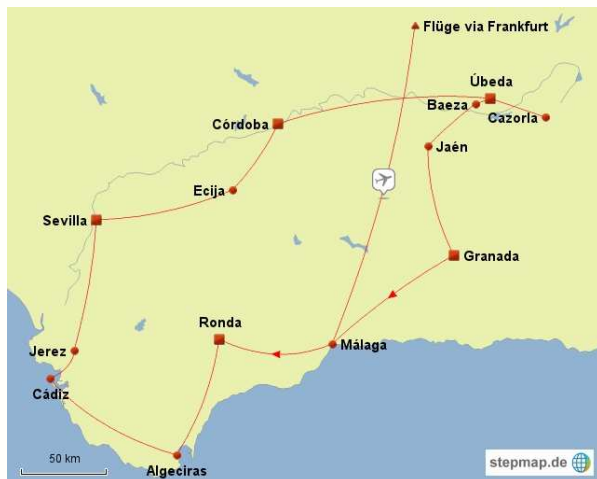 Flüge via Frankfurt
Úbeda
Baeza
Cazorla
Córdoba
Jaén
Ecija
Sevilla
Granada
Ronda
Málaga
Jerez
Cádiz
Algeciras
50 km
stepmap.de